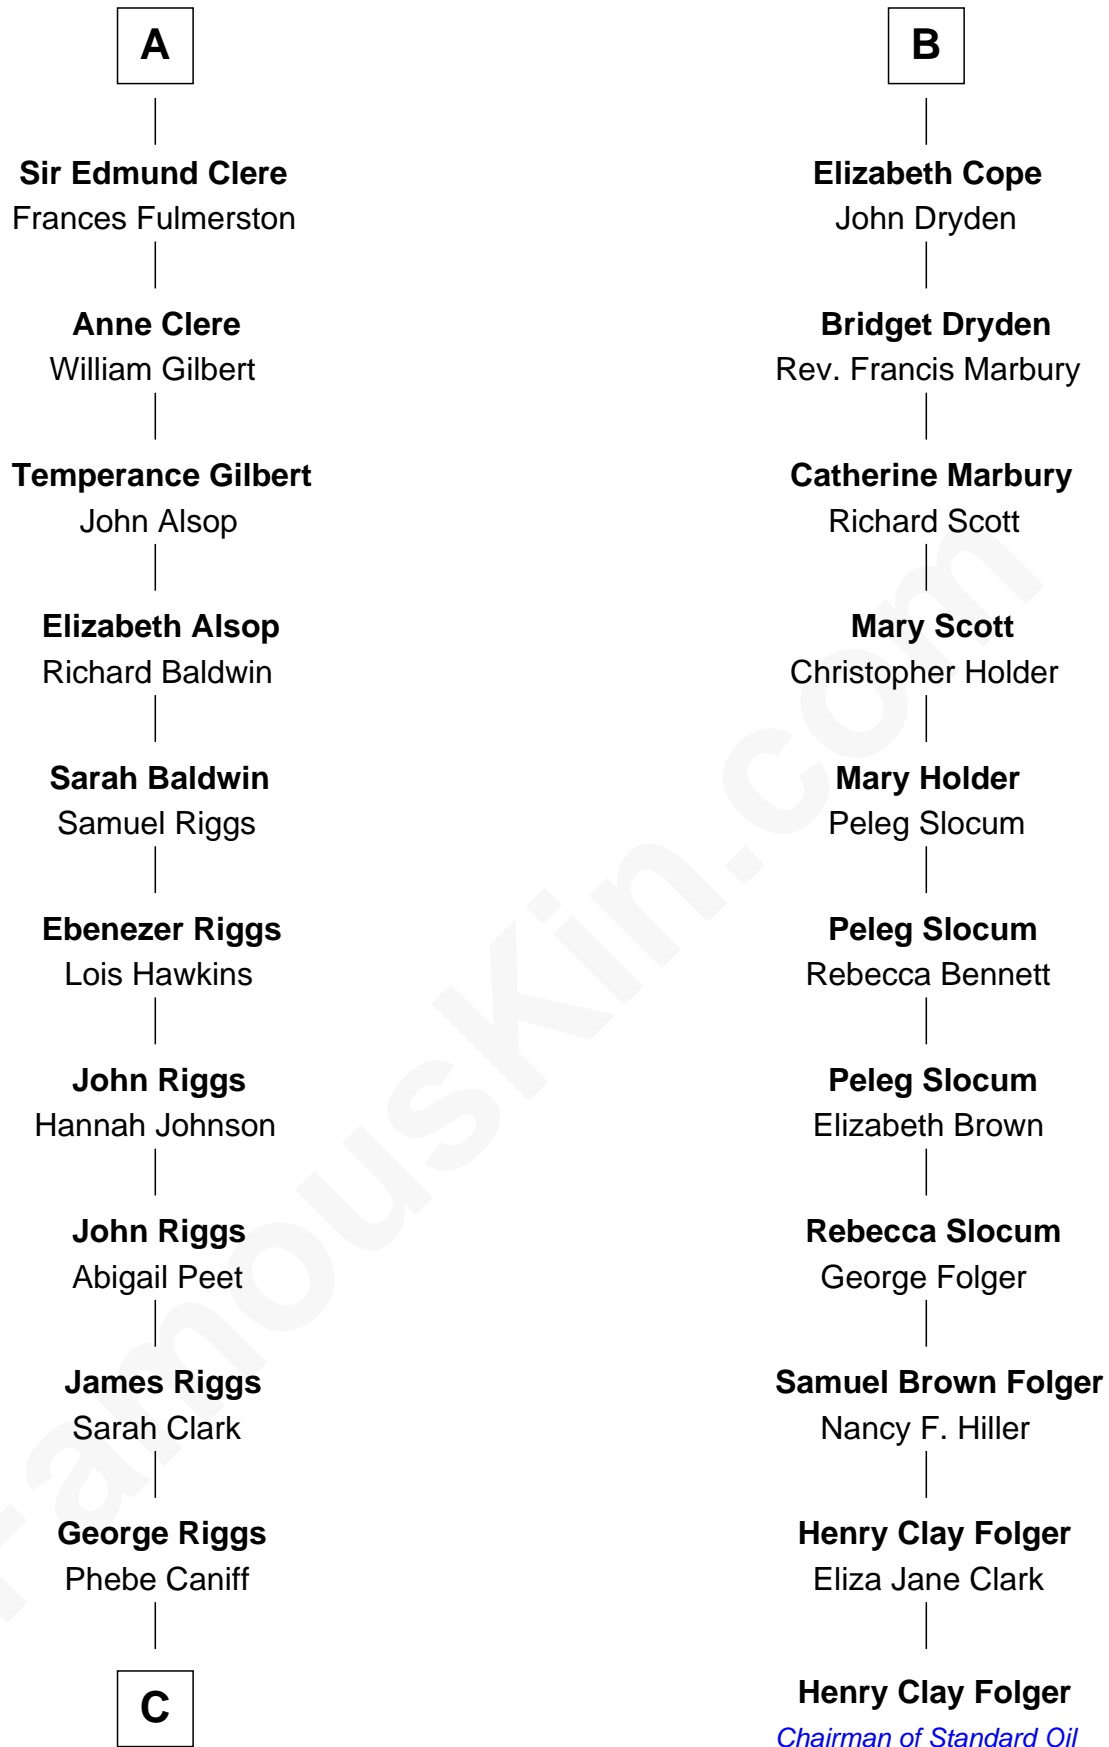 A
Sir Edmund Clere
Frances Fulmerston
Anne Clere
William Gilbert
Temperance Gilbert
John Alsop
Elizabeth Alsop
Richard Baldwin
Sarah Baldwin
Samuel Riggs
Ebenezer Riggs
Lois Hawkins
John Riggs
Hannah Johnson
John Riggs
Abigail Peet
James Riggs
Sarah Clark
George Riggs
Phebe Caniff
C
B
Elizabeth Cope
John Dryden
Bridget Dryden
Rev. Francis Marbury
Catherine Marbury
Richard Scott
Mary Scott
Christopher Holder
Mary Holder
Peleg Slocum
Peleg Slocum
Rebecca Bennett
Peleg Slocum
Elizabeth Brown
Rebecca Slocum
George Folger
Samuel Brown Folger
Nancy F. Hiller
Henry Clay Folger
Eliza Jane Clark
Henry Clay Folger
Chairman of Standard Oil
FamousKin.com